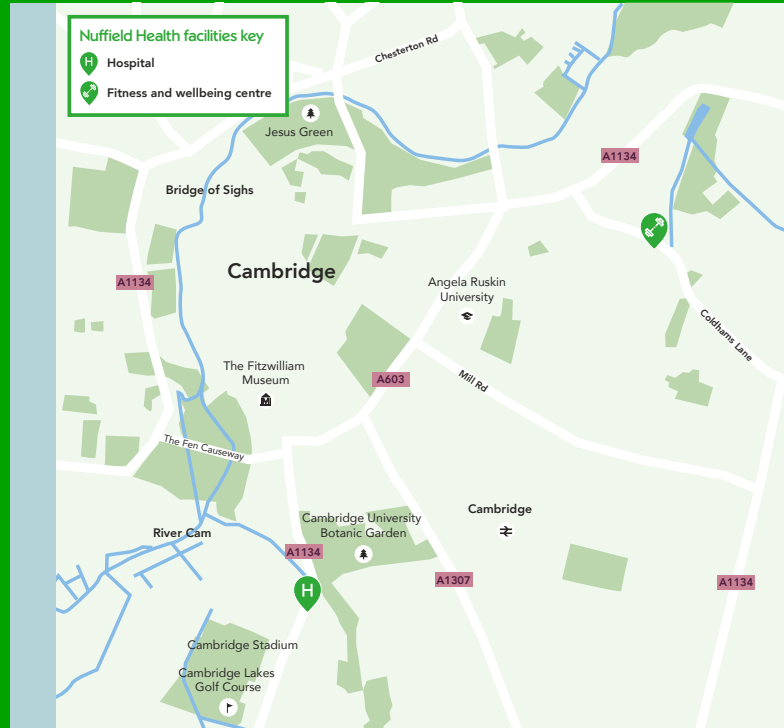 Nuffield Health facilities key
H Hospital
Fitness and wellbeing centre
Chesterton Rd
Jesus Green
A1134
Bridge of Sighs
Cambridge
A1134
Angela Ruskin
University
Coldhams Lane
The Fitzwilliam
Museum
M
A603
Mill Rd
The Fen Causeway
Cambridge University
Botanic Garden
Cambridge
River Cam
A1134
A1307
A1134
H
Cambridge Stadium
Cambridge Lakes
Golf Course